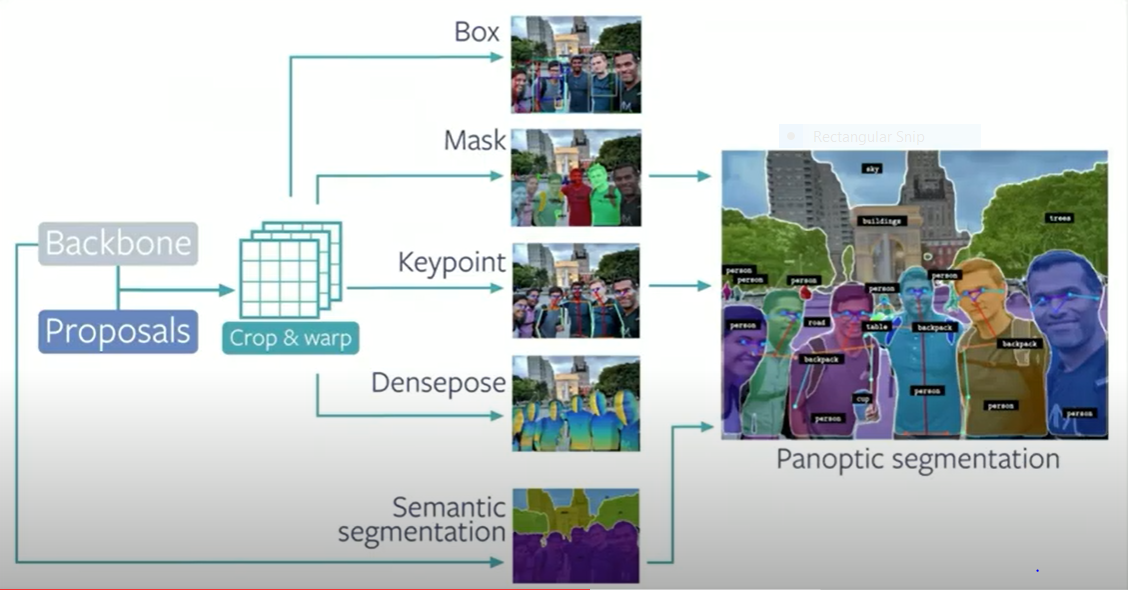 Box
Mask
Rectangular Snip
Backbone
Proposals
Crop & warp
Keypoint
Densepose
Semantic
segmentation
sky
buildings
trees
person
person
person
person
person
person
road
table
backpack
backpack
backpack
cup
person
person
person
person
Panoptic segmentation